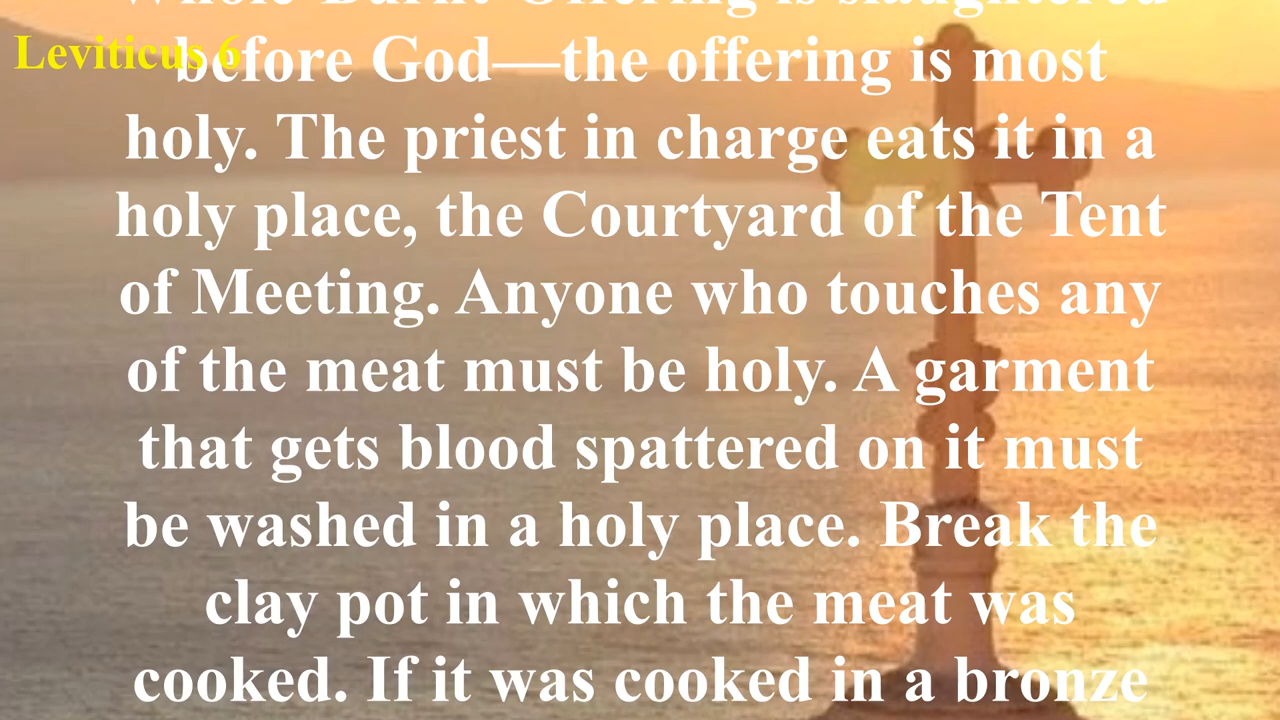 Whole-Burnt-Offering is slaughtered
Leviticus 6
before God—the offering is most
holy. The priest in charge eats it in a
holy place, the Courtyard of the Tent
of Meeting. Anyone who touches any
of the meat must be holy. A garment
that gets blood spattered on it must
be washed in a holy place. Break the
clay pot in which the meat was
cooked. If it was cooked in a bronze